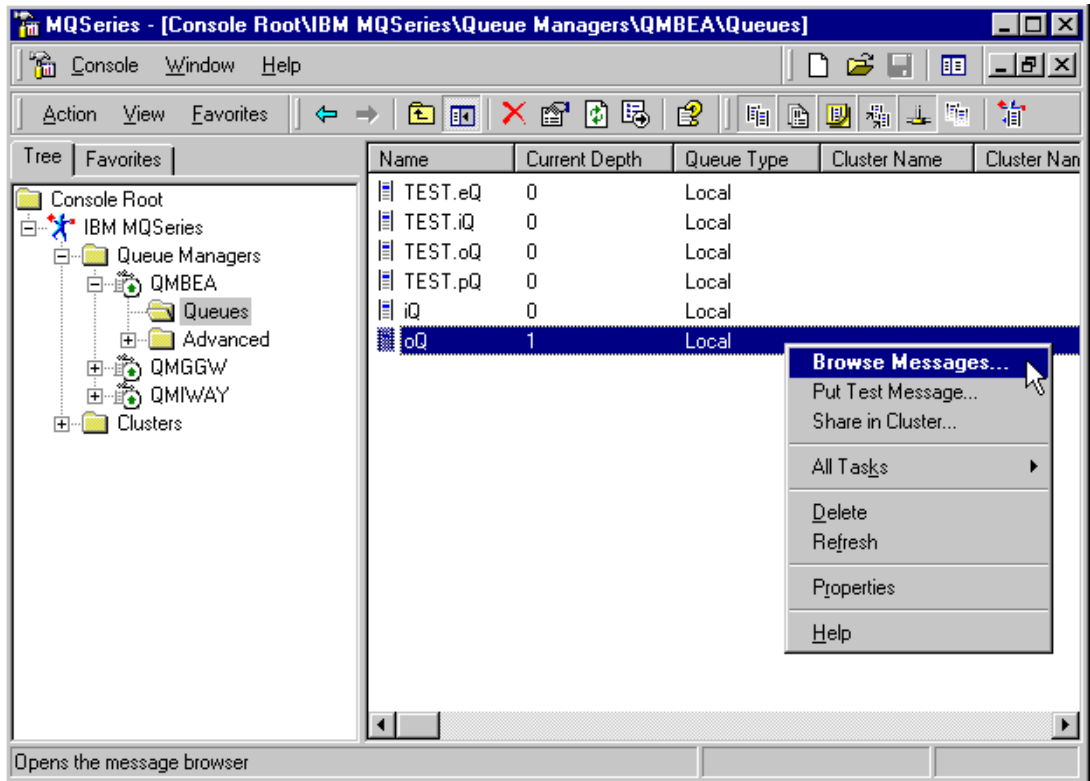 MQSeries - [Console Root\IBM MQSeries\Queue Managers\QMBEA\Queues]
Console Window Help
Action View Favorites
Tree Favorites
Name Current Depth Queue Type Cluster Name Cluster Nam
Console Root
IBM MQSeries
Queue Managers
QMBEA
Queues
Advanced
QMGGW
QMIWAY
Clusters
TEST.eQ 0 Local
TEST.iQ 0 Local
TEST.oQ 0 Local
TEST.pQ 0 Local
iQ 0 Local
oQ 1 Local
Browse Messages...
Put Test Message...
Share in Cluster...
All Tasks
Delete
Refresh
Properties
Help
Opens the message browser